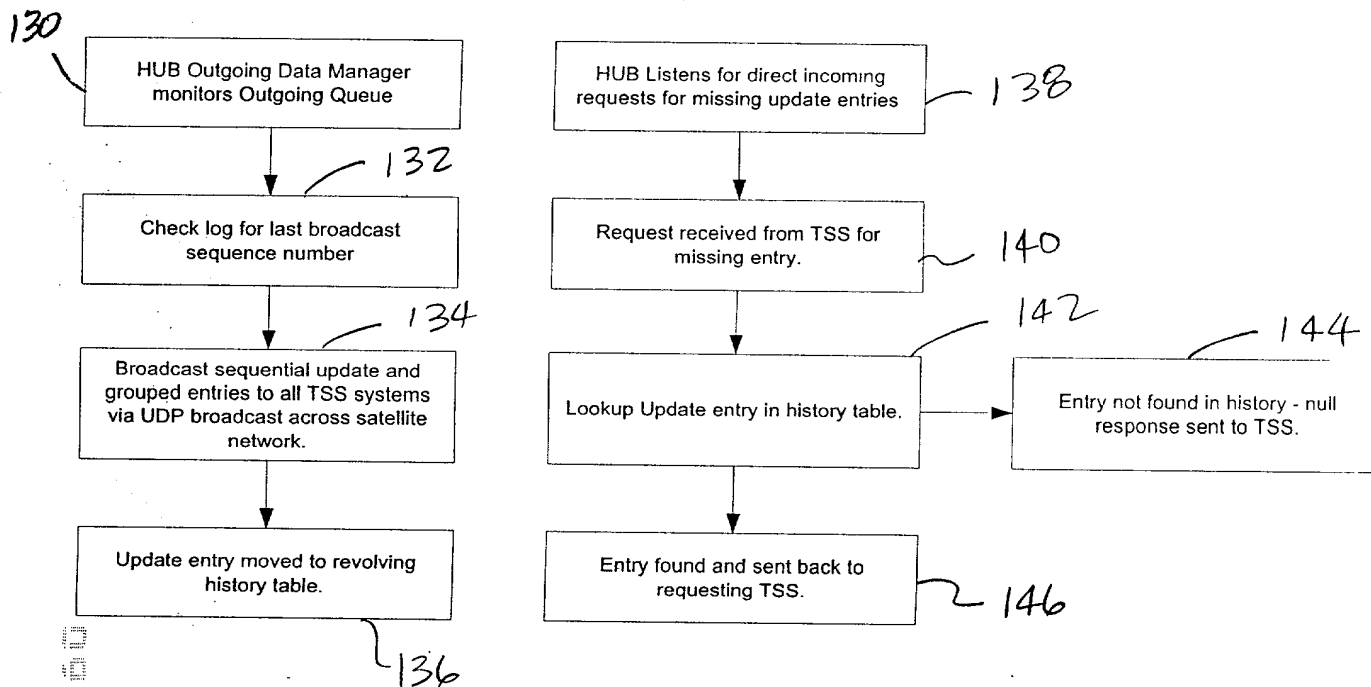 130
HUB Outgoing Data Manager
monitors Outgoing Queue
132
Check log for last broadcast
sequence number
134
Broadcast sequential update and
grouped entries to all TSS systems
via UDP broadcast across satellite
network.
Update entry moved to revolving
history table.
136
HUB Listens for direct incoming
requests for missing update entries
138
Request received from TSS for
missing entry.
140
142
Lookup Update entry in history table.
144
Entry not found in history - null
response sent to TSS.
Entry found and sent back to
requesting TSS.
146